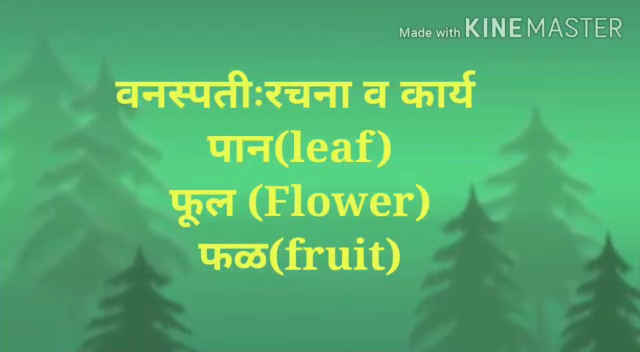 Made with KINEMASTER
वनस्पतीःरचना व कार्य
पान(leaf)
फूल (Flower)
फळ(fruit)